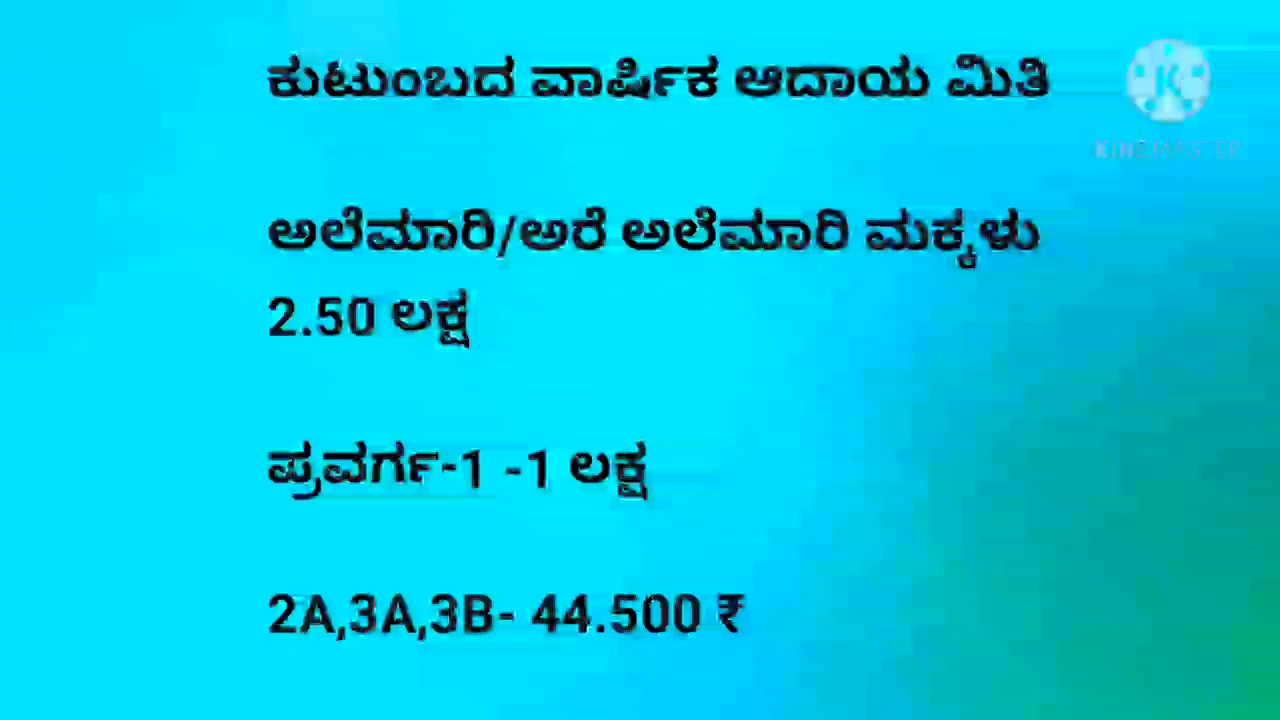 ಕುಟುಂಬದ ವಾರ್ಷಿಕ ಆದಾಯ ಮಿತಿ
KINEMASTER
ಅಲೆಮಾರಿ/ಅರೆ ಅಲೆಮಾರಿ ಮಕ್ಕಳು
2.50 ಲಕ್ಷ
ಪ್ರವರ್ಗ-1 -1 ಲಕ್ಷ
2A,3A,3B- 44.500 ₹